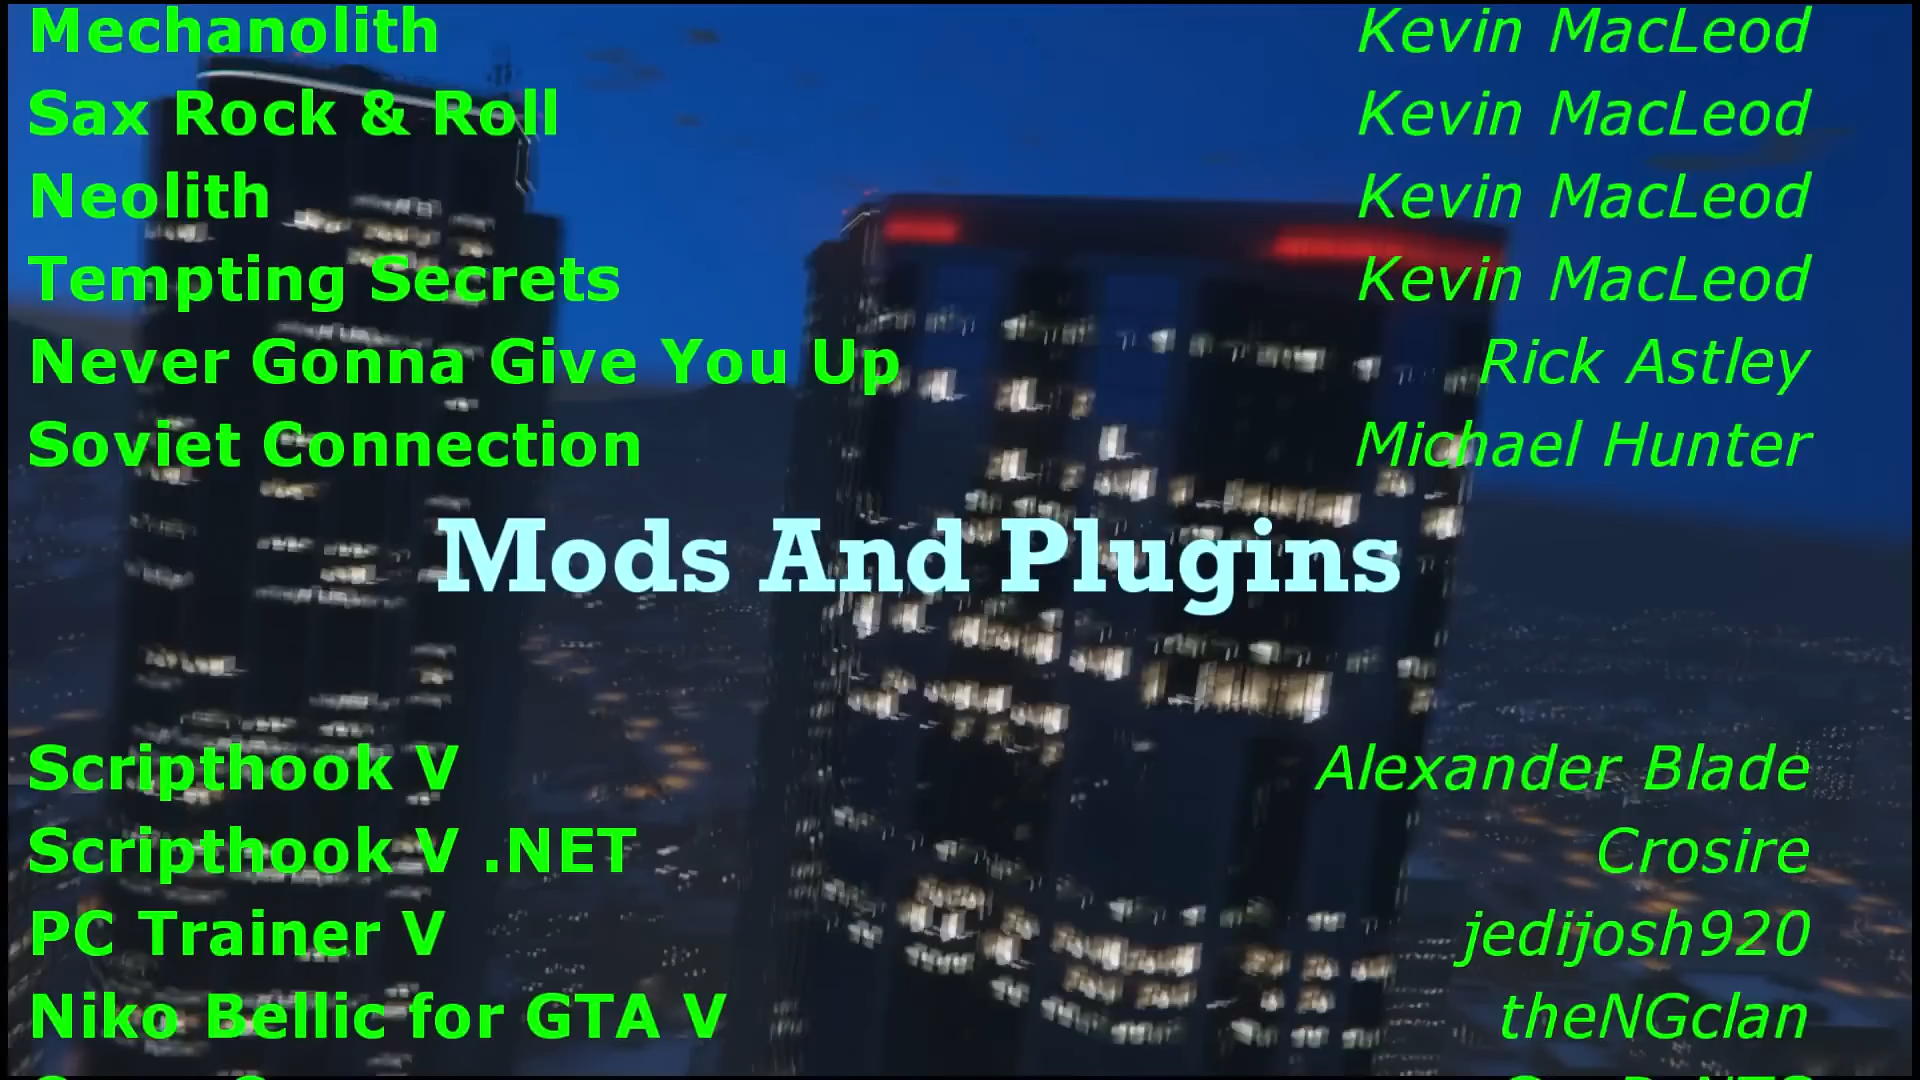 Mechanolith Kevin MacLeod
Sax Rock & Roll Kevin MacLeod
Neolith Kevin MacLeod
Tempting Secrets Kevin MacLeod
Never Gonna Give You Up Rick Astley
Soviet Connection Michael Hunter
Mods And Plugins
Scripthook V Alexander Blade
Scripthook V .NET Crosire
PC Trainer V jedijosh920
Niko Bellic for GTA V theNGclan